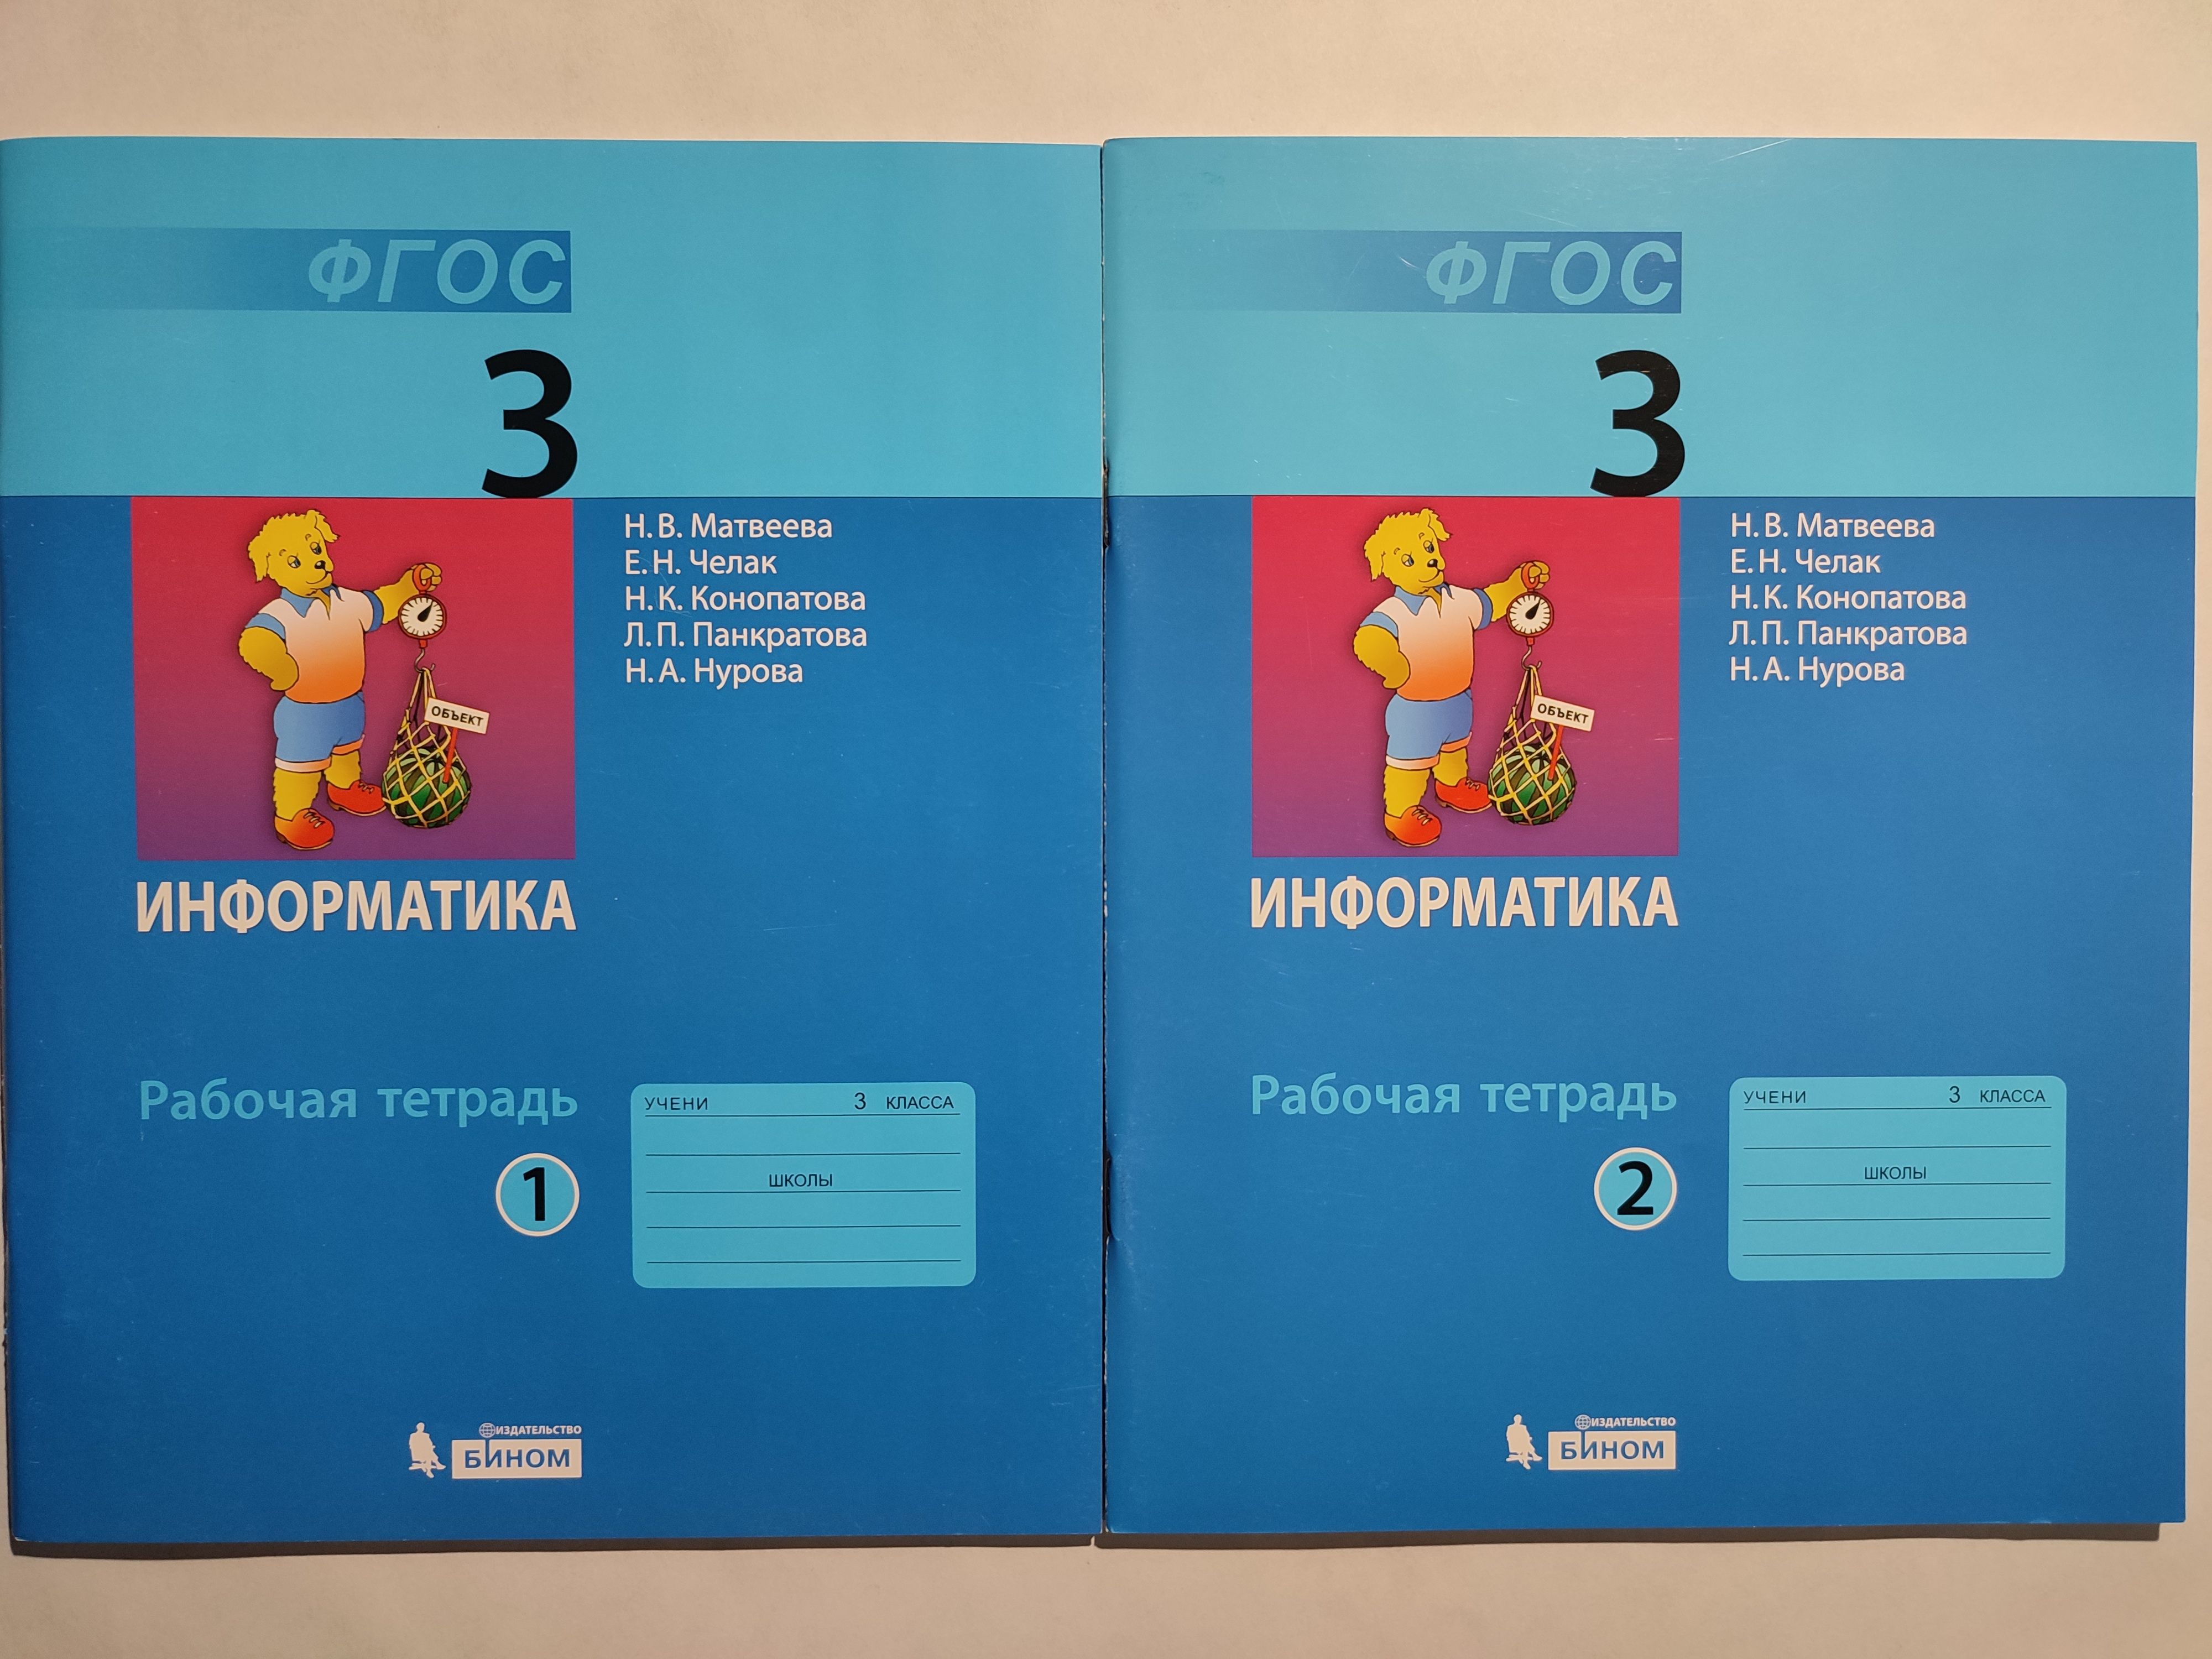 ФГОС
3
Н. В. Матвеева
Е. Н. Челак
Н. К. Конопатова
Л. П. Панкратова
Н. А. Нурова
ОБЪЕКТ
ИНФОРМАТИКА
Рабочая тетрадь
1
УЧЕНИ 3 КЛАССА
ШКОЛЫ
ИЗДАТЕЛЬСТВО
БИНОМ
ФГОС
3
Н. В. Матвеева
Е. Н. Челак
Н. К. Конопатова
Л. П. Панкратова
Н. А. Нурова
ОБЪЕКТ
ИНФОРМАТИКА
Рабочая тетрадь
2
УЧЕНИ 3 КЛАССА
ШКОЛЫ
ИЗДАТЕЛЬСТВО
БИНОМ